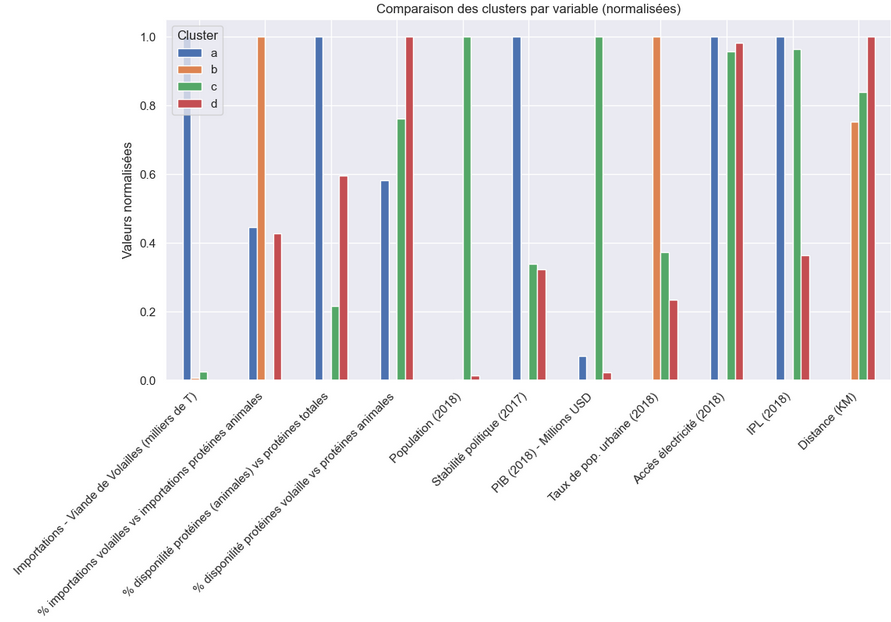 Comparaison des clusters par variable (normalisées)
Cluster
a
b
c
d
Valeurs normalisées
1.0
0.8
0.6
0.4
0.2
0.0
Importations - Viande de Volailles (milliers de T)
% importations volailles vs importations protéines animales
% disponilité protéines (animales) vs protéines totales
% disponilité protéines volaille vs protéines animales
Population (2018)
Stabilité politique (2017)
PIB (2018) - Millions USD
Taux de pop. urbaine (2018)
Accès électricité (2018)
IPL (2018)
Distance (KM)